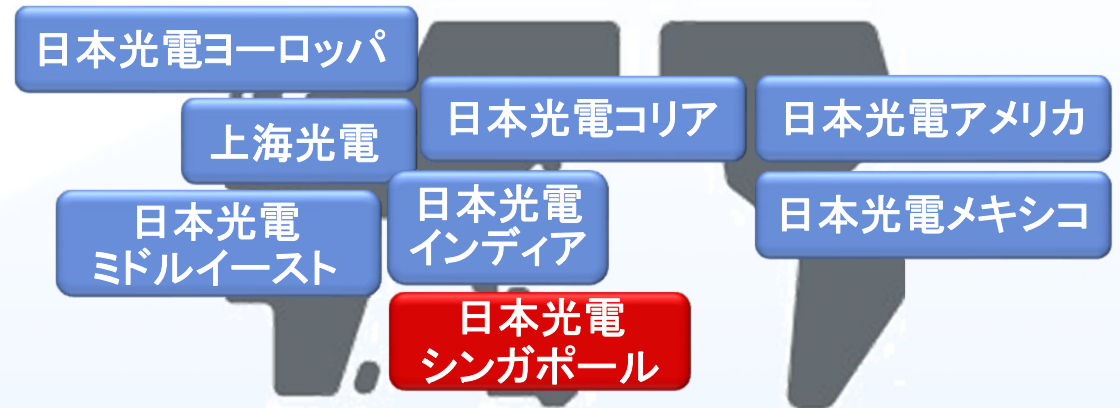 日本光電ヨーロッパ
日本光電コリア
日本光電アメリカ
上海光電
日本光電
ミドルイースト
日本光電
インディア
日本光電メキシコ
日本光電
シンガポール